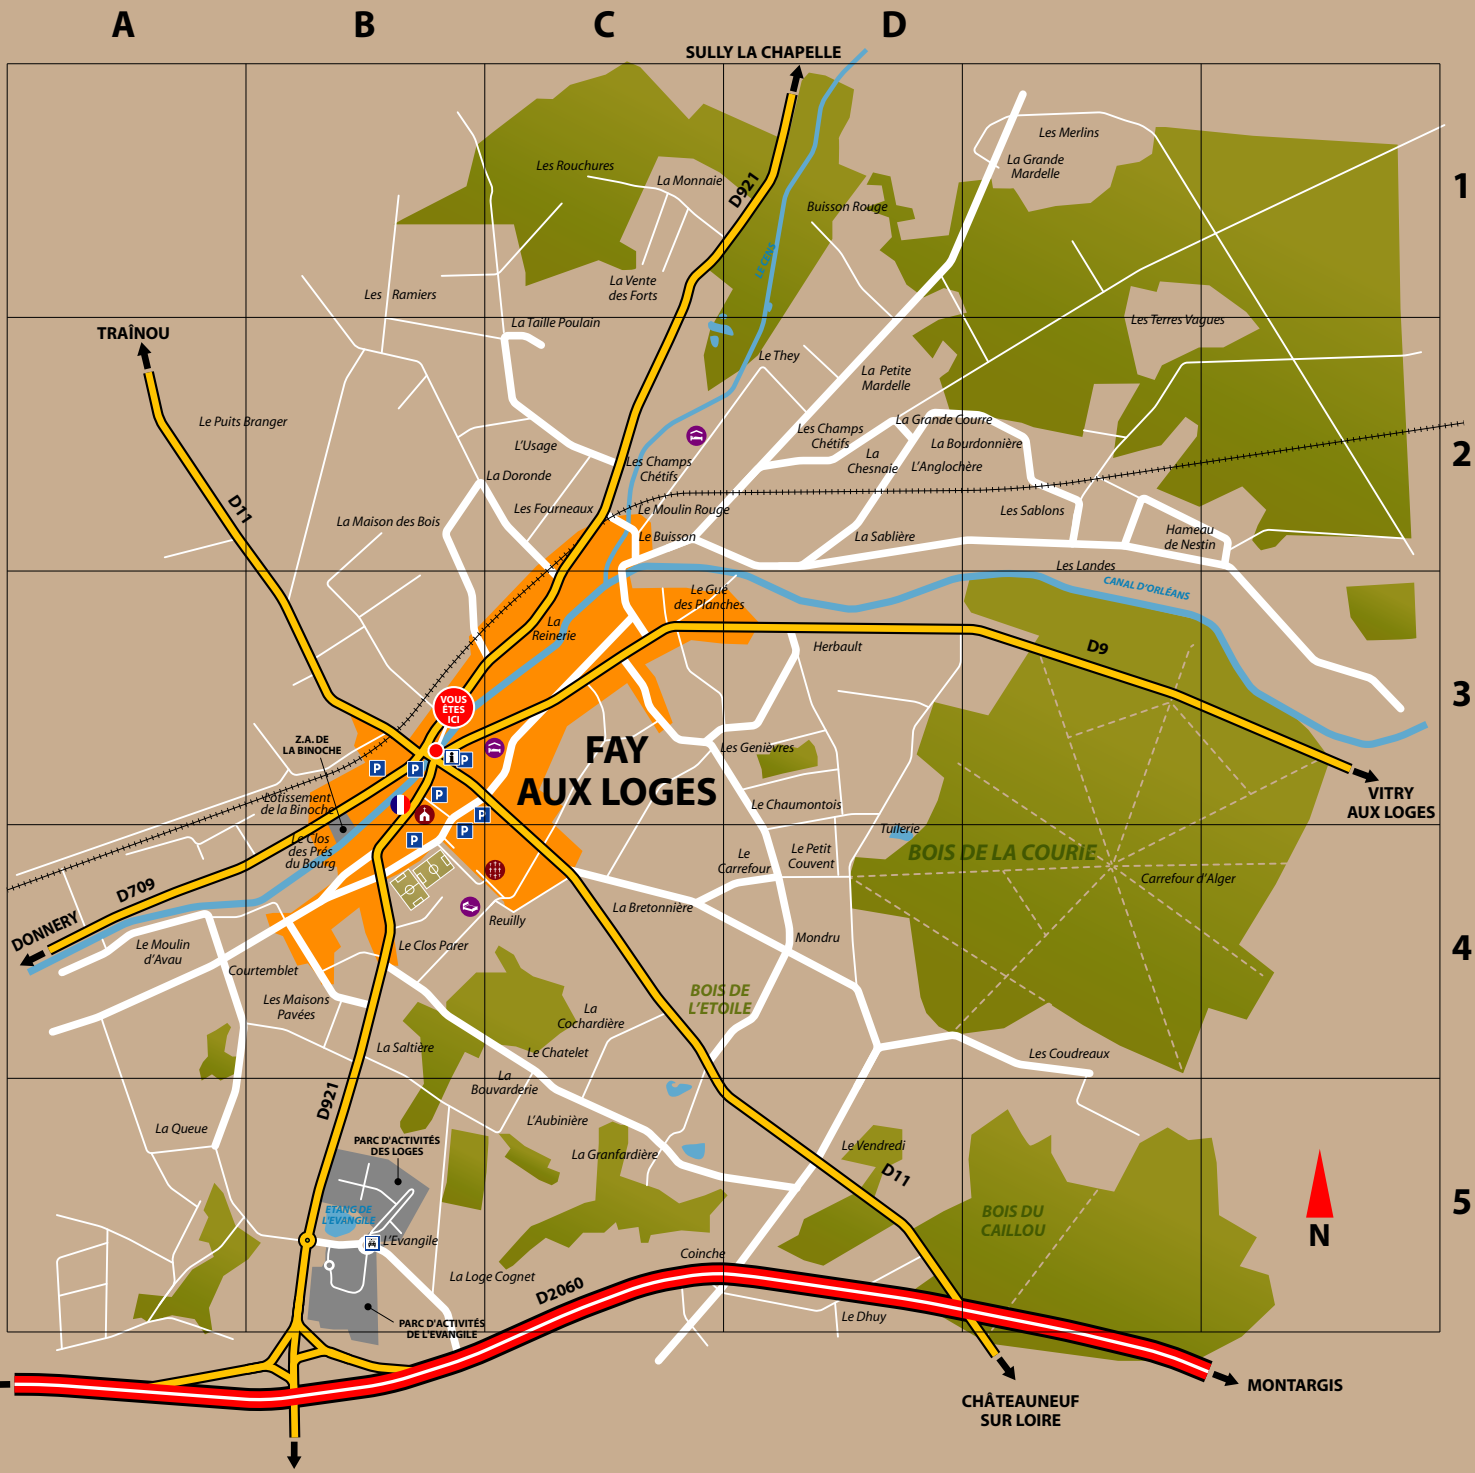 A
B
C
D
SULLY LA CHAPELLE
Les Merlins
La Grande
Mardelle
Les Rouchures
La Monnaie
D921
1
Buisson Rouge
LE CENS
La Vente
des Forts
Les Ramiers
TRAÎNOU
La Taille Poulain
Les Terres Vagues
Le They
La Petite
Mardelle
Le Puits Branger
La Grande Courre
Les Champs
Chétifs
L'Usage
La Bourdonnière
La
Chesnaie
L'Anglochère
2
Les Champs
Chétifs
La Doronde
D11
La Maison des Bois
Les Fourneaux
Le Moulin Rouge
Les Sablons
Le Buisson
La Sablière
Hameau
de Nestin
Les Landes
CANAL D'ORLÉANS
Le Gué
des Planches
La
Reinerie
Herbault
D9
3
VOUS
ÊTES
ICI
Z.A. DE
LA BINOCHE
FAY
AUX LOGES
Les Genièvres
i
P
P
P
P
P
P
P
Lotissement
de la Binoche
Le Chaumontois
VITRY
AUX LOGES
Tuilerie
Le Clos
des Prés
du Bourg
Le
Carrefour
Le Petit
Couvent
BOIS DE LA COURIE
Carrefour d'Alger
D709
DONNERY
La Bretonnière
Reuilly
Mondru
4
Le Moulin
d'Avau
Le Clos Parer
Courtemblet
Les Maisons
Pavées
BOIS DE
L'ETOILE
La
Cochardière
La Saltière
Le Chatelet
Les Coudreaux
La
Bouvarderie
D921
L'Aubinière
La Queue
PARC D'ACTIVITÉS
DES LOGES
La Granfardière
Le Vendredi
D11
5
ETANG DE
L'EVANGILE
L'Evangile
BOIS DU
CAILLOU
N
Coinche
La Loge Cognet
D2060
Le Dhuy
PARC D'ACTIVITÉS
DE L'EVANGILE
MONTARGIS
CHÂTEAUNEUF
SUR LOIRE